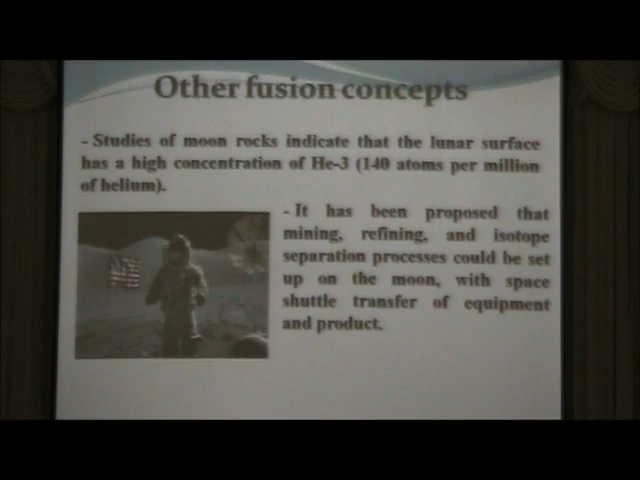 Other fusion concepts
- Studies of moon rocks indicate that the lunar surface
has a high concentration of He-3 (140 atoms per million
of helium).
- It has been proposed that
mining, refining, and isotope
separation processes could be set
up on the moon, with space
shuttle transfer of equipment
and product.